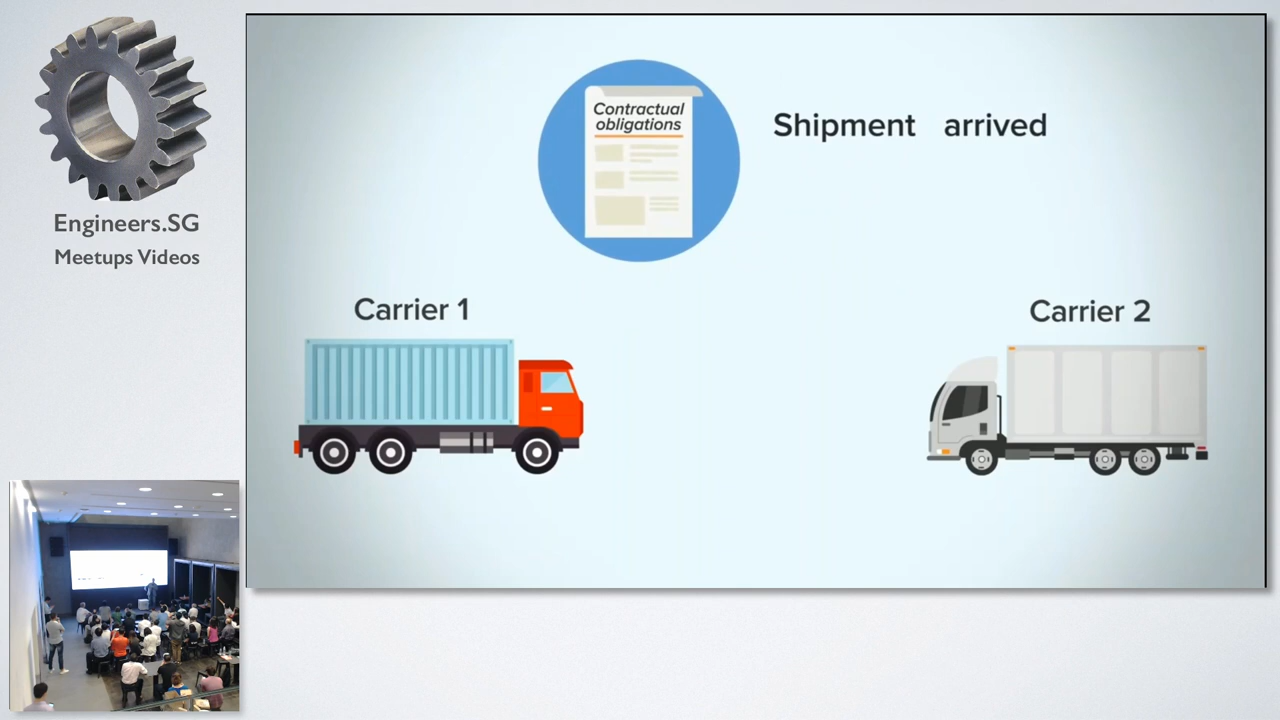 Engineers.SG
Meetups Videos
Contractual
obligations
Shipment arrived
Carrier 1
Carrier 2